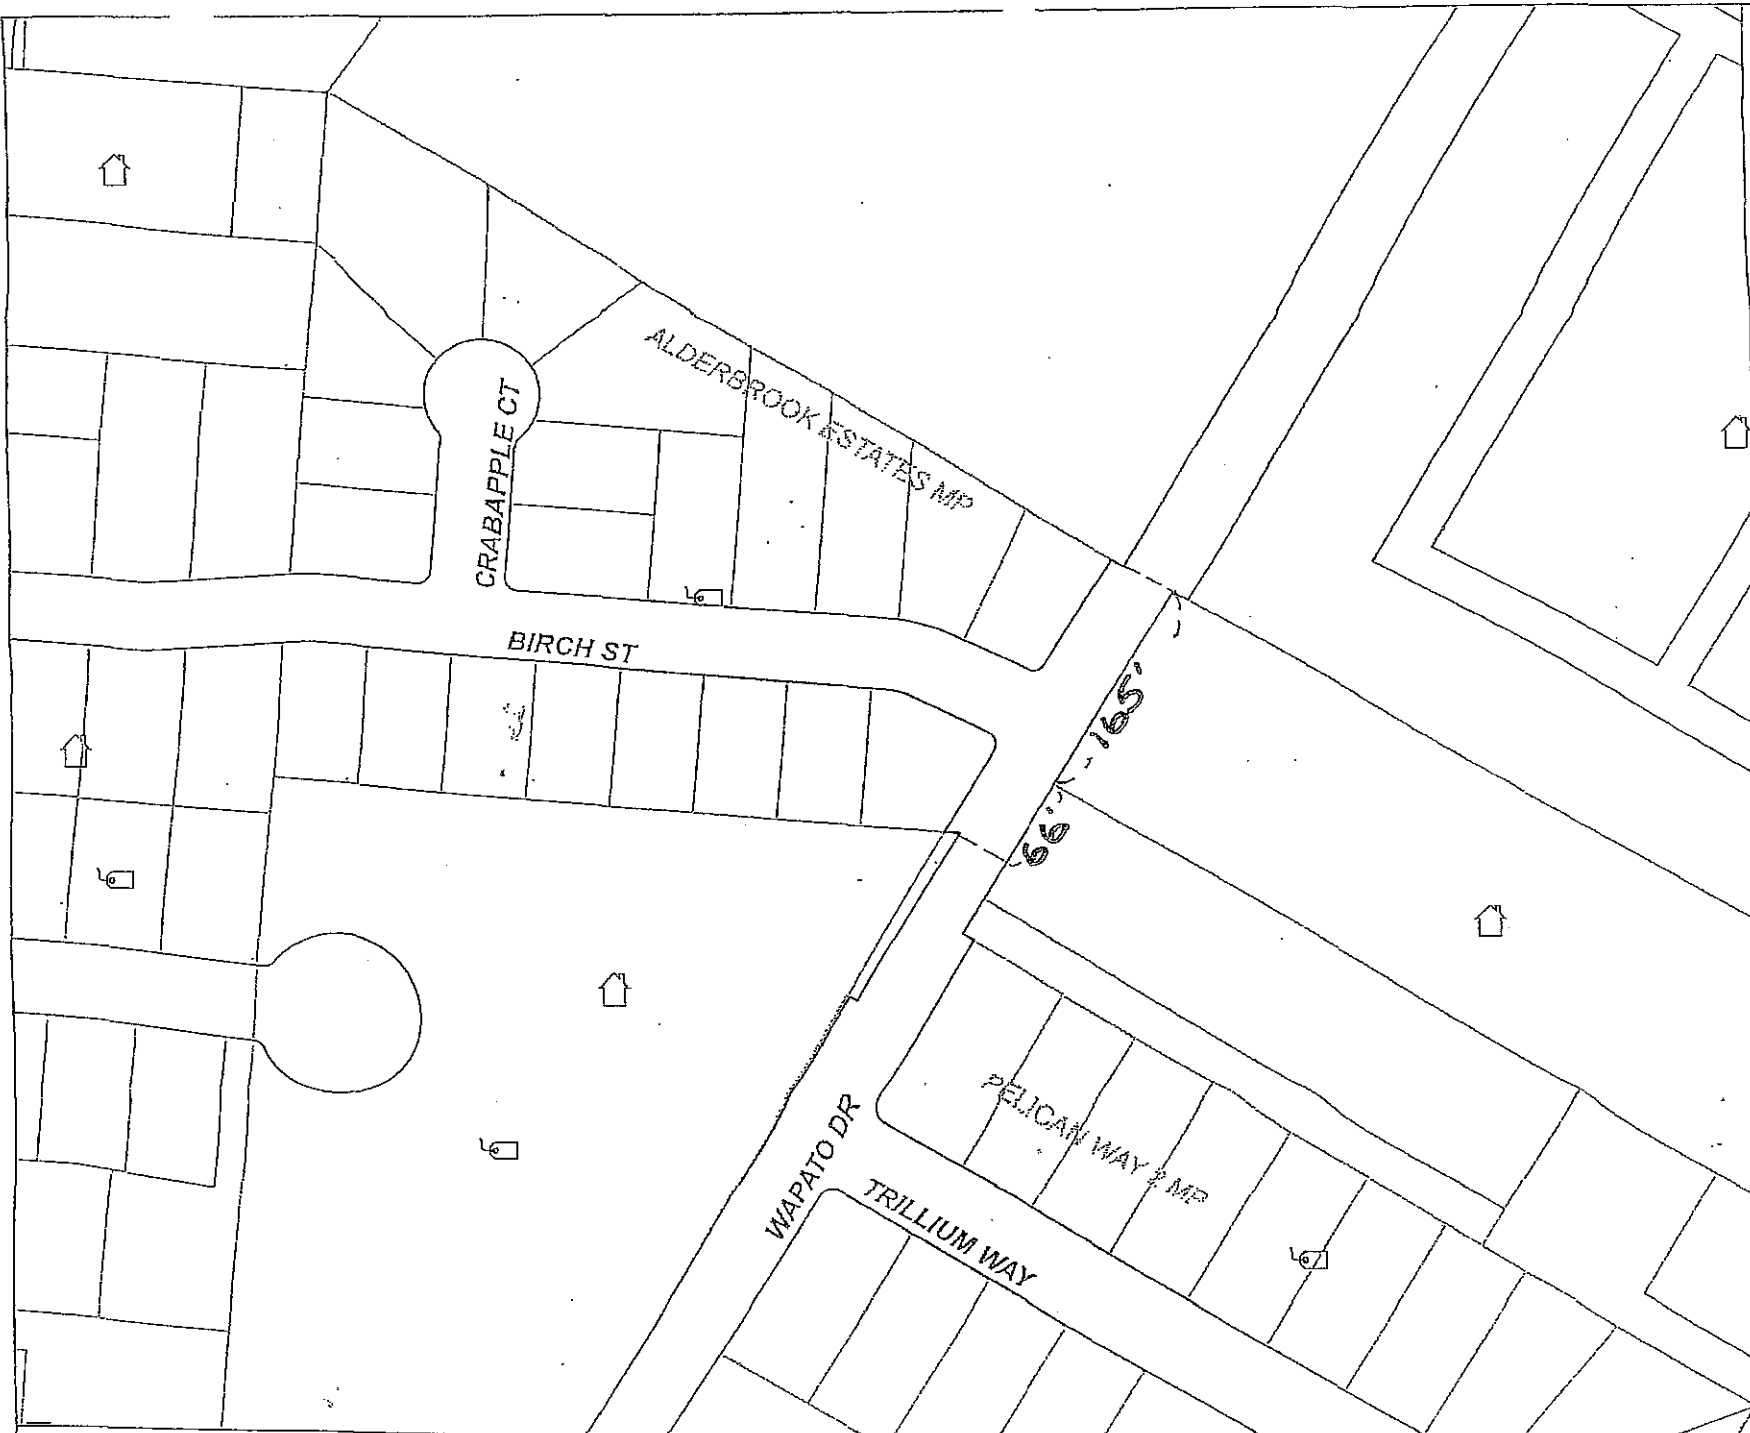 ALDERBROOK ESTATES MP
CRABAPPLE CT
BIRCH ST
165'
66'
PELICAN WAY 2 MP
WAPATO DR
TRILLIUM WAY